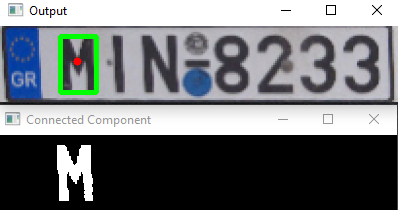 Output
GR MIN-8233
Connected Component
M